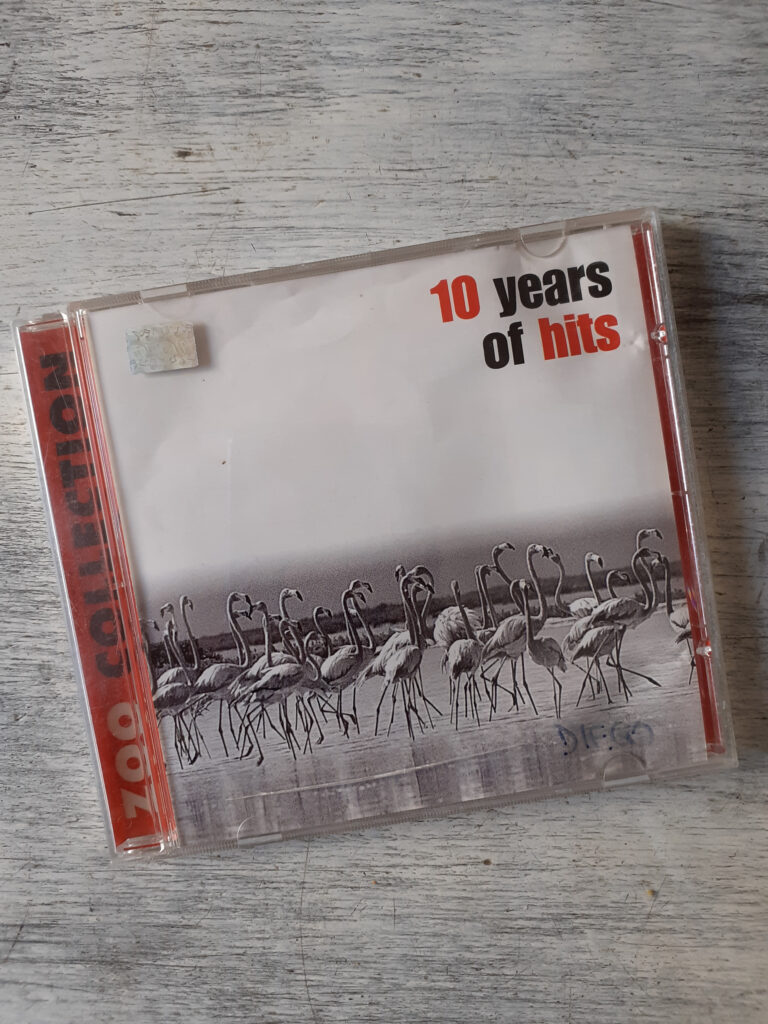 10 years
of hits
ZOO COLLECTION
DIEGO